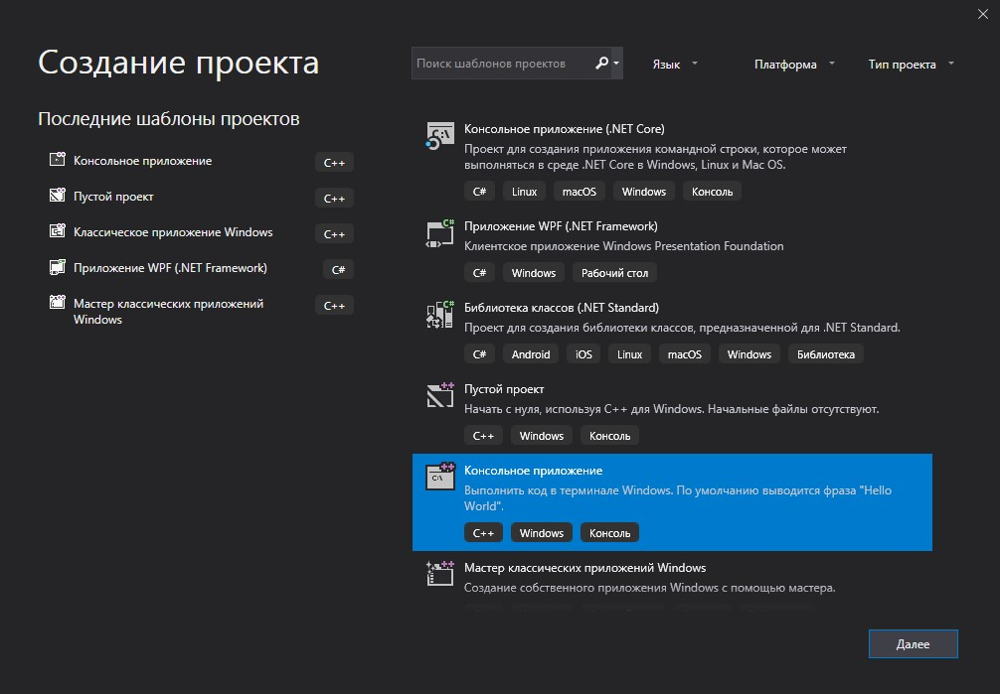 Создание проекта
Поиск шаблонов проектов
Язык
Платформа
Тип проекта
Последние шаблоны проектов
Консольное приложение
C++
Пустой проект
C++
Классическое приложение Windows
C++
Приложение WPF (.NET Framework)
C#
Мастер классических приложений
Windows
C++
C:\
Консольное приложение (.NET Core)
Проект для создания приложения командной строки, которое может
выполняться в среде .NET Core в Windows, Linux и Mac OS.
C# Linux macOS Windows Консоль
C#
Приложение WPF (.NET Framework)
Клиентское приложение Windows Presentation Foundation
C# Windows Рабочий стол
C#
Библиотека классов (.NET Standard)
Проект для создания библиотеки классов, предназначенной для .NET Standard.
C# Android iOS Linux macOS Windows Библиотека
++
Пустой проект
Начать с нуля, используя C++ для Windows. Начальные файлы отсутствуют.
C++ Windows Консоль
++
C:\
Консольное приложение
Выполнить код в терминале Windows. По умолчанию выводится фраза "Hello
World".
C++ Windows Консоль
++
Мастер классических приложений Windows
Создание собственного приложения Windows с помощью мастера.
Далее